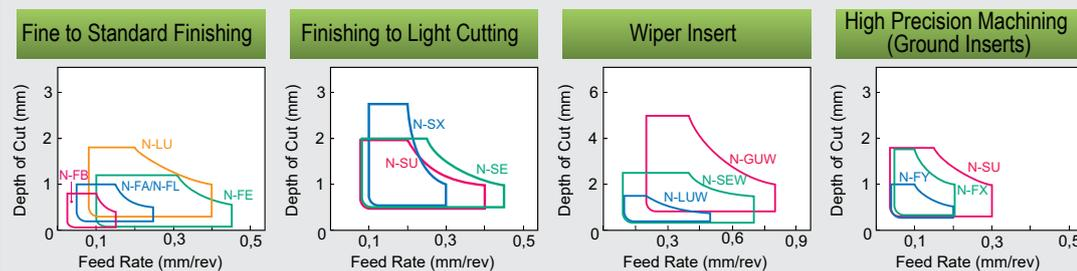 Fine to Standard Finishing
Depth of Cut (mm)
3
2
1
0
N-LU
N-FB
N-FA/N-FL
N-FE
0,1
0,3
0,5
Feed Rate (mm/rev)
Finishing to Light Cutting
Depth of Cut (mm)
3
2
1
0
N-SX
N-SU
N-SE
0,1
0,3
0,5
Feed Rate (mm/rev)
Wiper Insert
Depth of Cut (mm)
6
4
2
0
N-GUW
N-SEW
N-LUW
0,3
0,6
0,9
Feed Rate (mm/rev)
High Precision Machining
(Ground Inserts)
Depth of Cut (mm)
3
2
1
0
N-SU
N-FY
N-FX
0,1
0,3
0,5
Feed Rate (mm/rev)